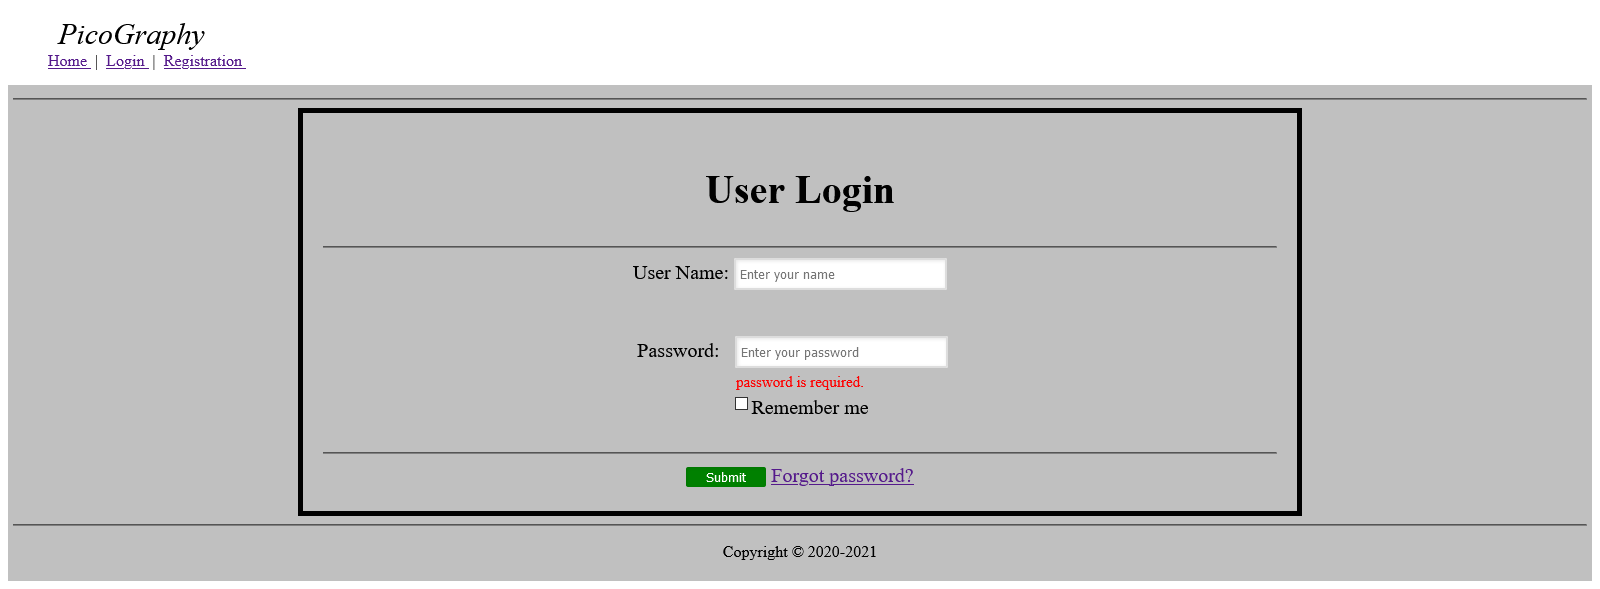 PicoGraphy
Home | Login | Registration
User Login
User Name: Enter your name
Password: Enter your password
password is required.
Remember me
Submit Forgot password?
Copyright © 2020-2021